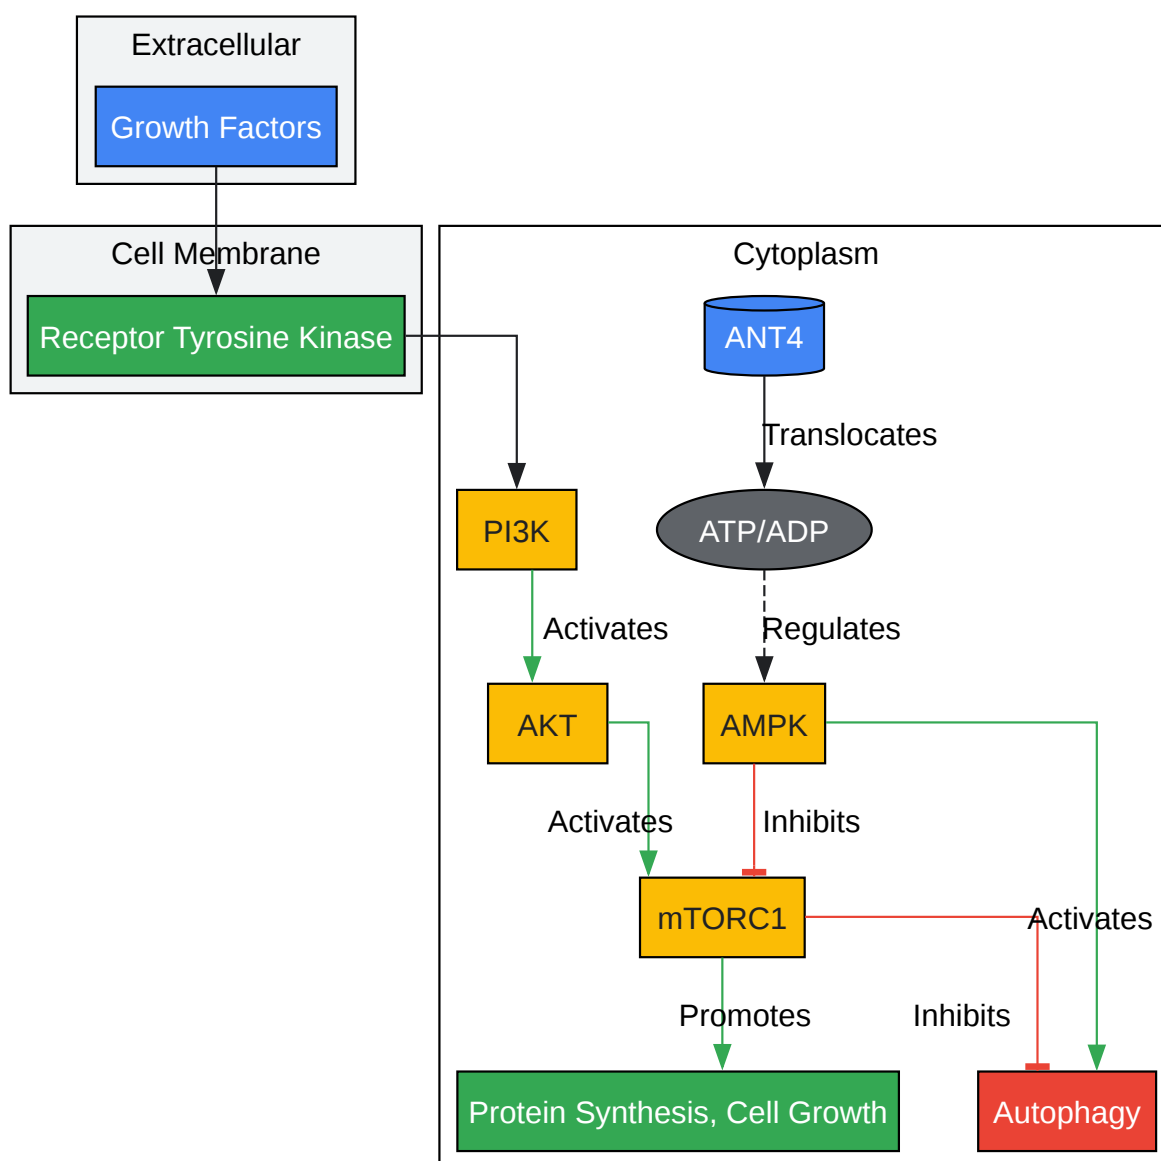 Extracellular
Growth Factors
Cell Membrane
Receptor Tyrosine Kinase
Cytoplasm
ANT4
Translocates
PI3K
ATP/ADP
Activates
Regulates
AKT
AMPK
Activates
Inhibits
mTORC1
Activates
Promotes
Inhibits
Protein Synthesis, Cell Growth
Autophagy